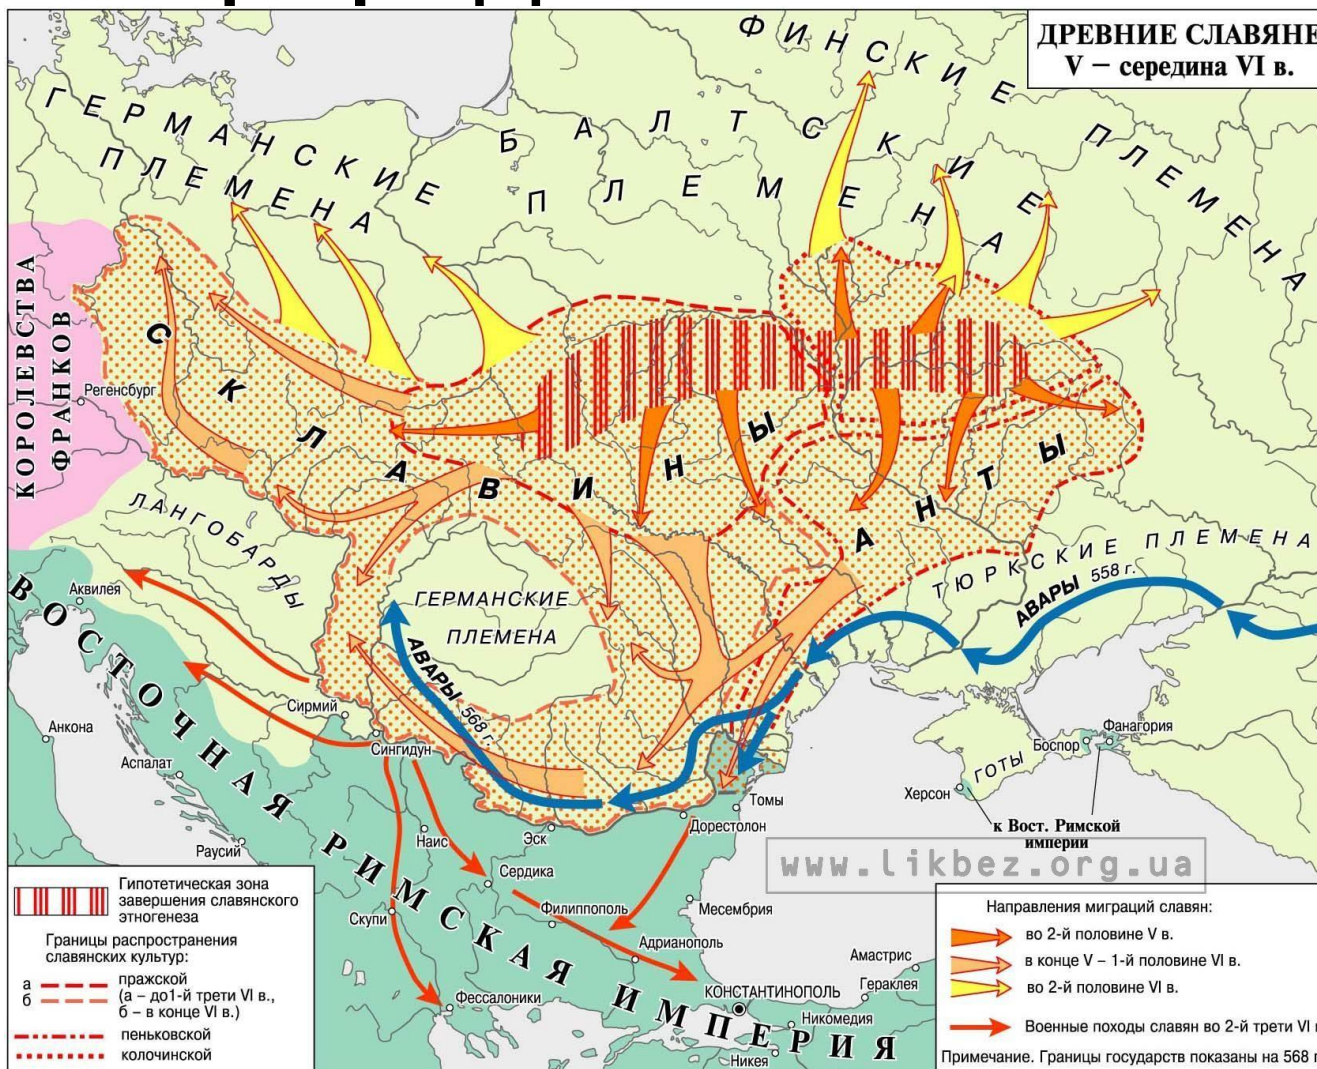 ДРЕВНИЕ СЛАВЯНЕ
V – середина VI в.
ФИНСКИЕ ПЛЕМЕНА
ГЕРМАНСКИЕ
ПЛЕМЕНА
БАЛТСКИЕ
ПЛЕМЕНА
КОРОЛЕВСТВА
ФРАНКОВ
Регенсбург
СКЛАВИНЫ
АНТЫ
ЛАНГОБАРДЫ
ТЮРКСКИЕ ПЛЕМЕНА
АВАРЫ 558 г.
ГЕРМАНСКИЕ
ПЛЕМЕНА
АВАРЫ 568 г.
ВОСТОЧНАЯ РИМСКАЯ ИМПЕРИЯ
Аквилея
Анкона
Аспалат
Раусий
Сирмий
Сингидун
Наис
Эск
Сердика
Скупи
Филиппополь
Адрианополь
Фессалоники
Томы
Дорестолон
Месембрия
КОНСТАНТИНОПОЛЬ
Никомедия
Никея
Гераклея
Амастрис
ГОТЫ
Херсон
Боспор
Фанагория
к Вост. Римской
империи
www.likbez.org.ua
Гипотетическая зона
завершения славянского
этногенеза
Границы распространения
славянских культур:
а
б
пражской
(а – до1-й трети VI в.,
б – в конце VI в.)
пеньковской
колочинской
Направления миграций славян:
во 2-й половине V в.
в конце V – 1-й половине VI в.
во 2-й половине VI в.
Военные походы славян во 2-й трети VI
Примечание. Границы государств показаны на 568 г.